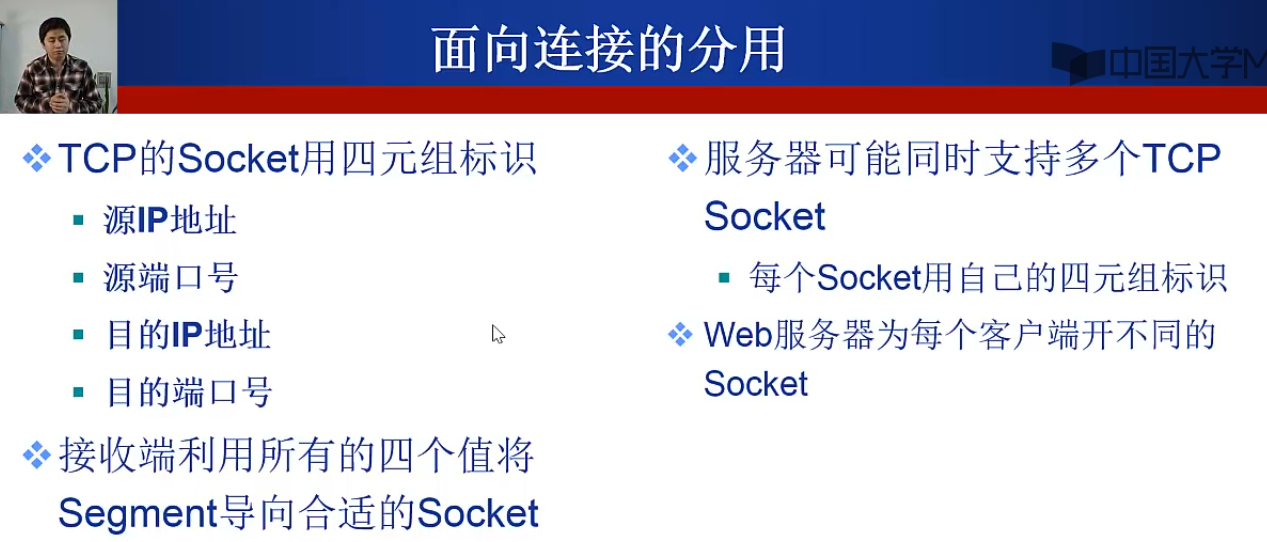 面向连接的分用
中国大学M
TCP的Socket用四元组标识
源IP地址
源端口号
目的IP地址
目的端口号
接收端利用所有的四个值将
Segment导向合适的Socket
服务器可能同时支持多个TCP
Socket
每个Socket用自己的四元组标识
Web服务器为每个客户端开不同的
Socket